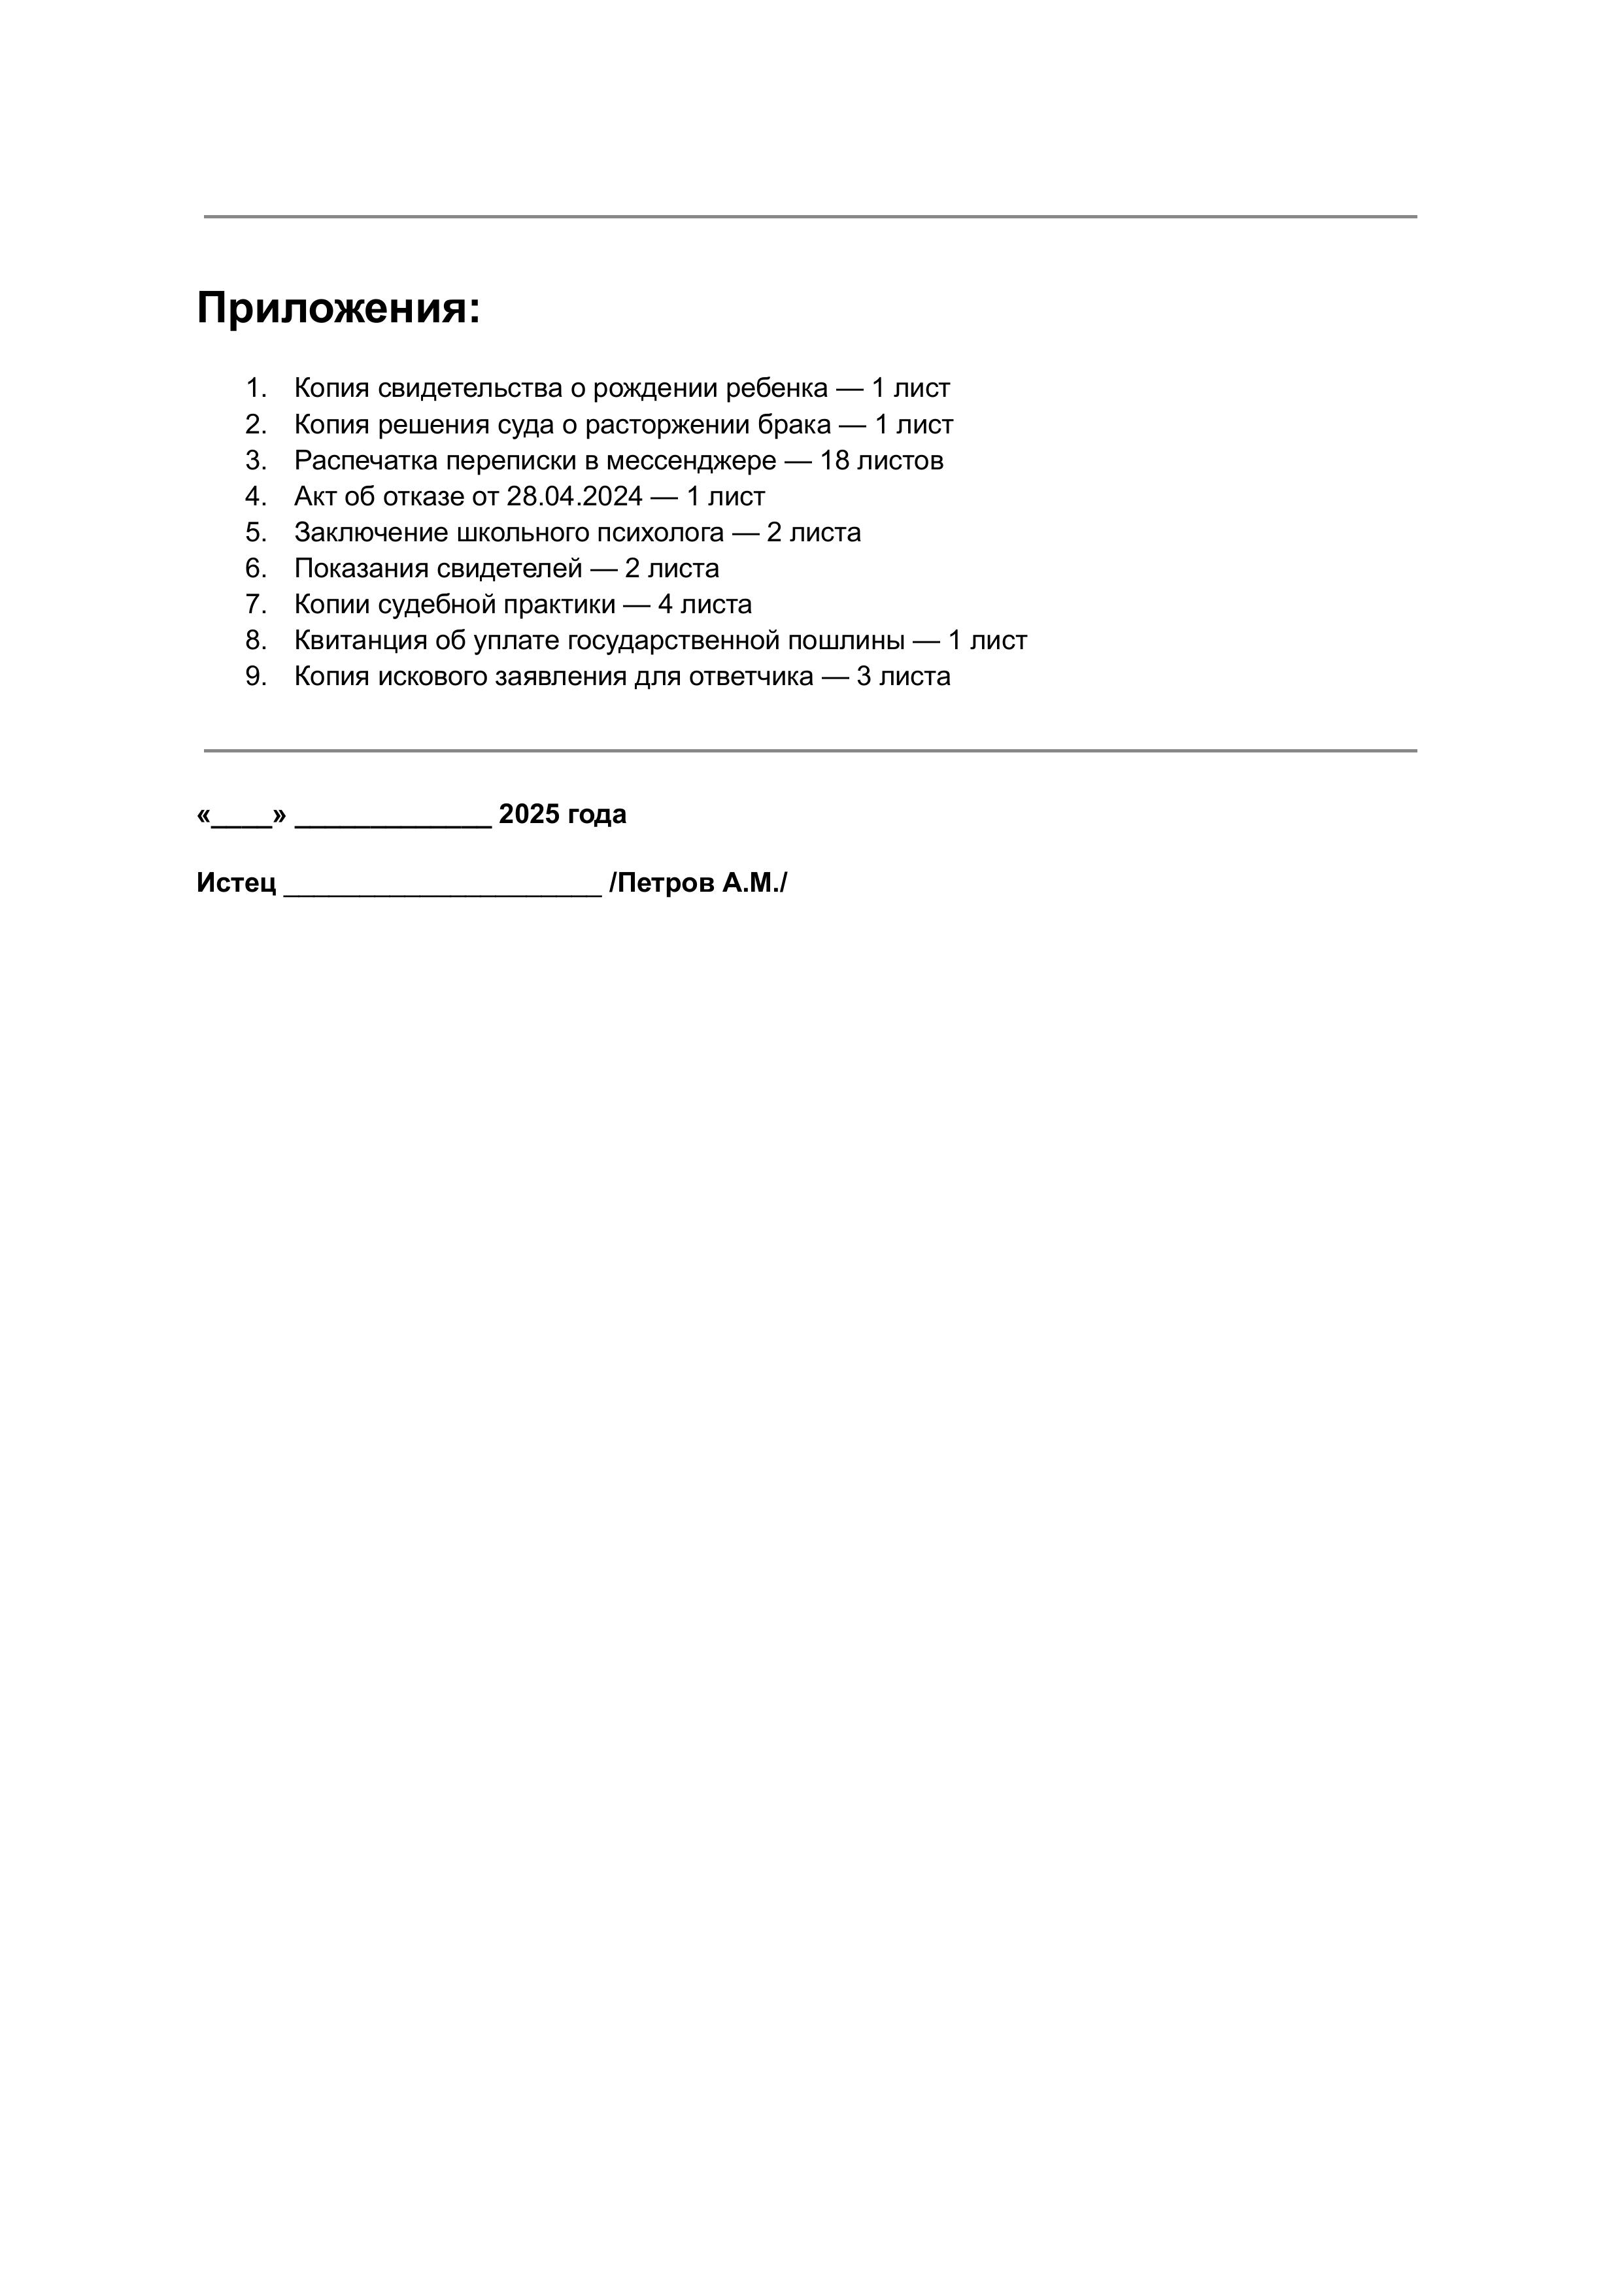 Приложения:
1. Копия свидетельства о рождении ребенка — 1 лист
2. Копия решения суда о расторжении брака — 1 лист
3. Распечатка переписки в мессенджере — 18 листов
4. Акт об отказе от 28.04.2024 — 1 лист
5. Заключение школьного психолога — 2 листа
6. Показания свидетелей — 2 листа
7. Копии судебной практики — 4 листа
8. Квитанция об уплате государственной пошлины — 1 лист
9. Копия искового заявления для ответчика — 3 листа
«____» _____________ 2025 года
Истец _____________________ /Петров А.М./